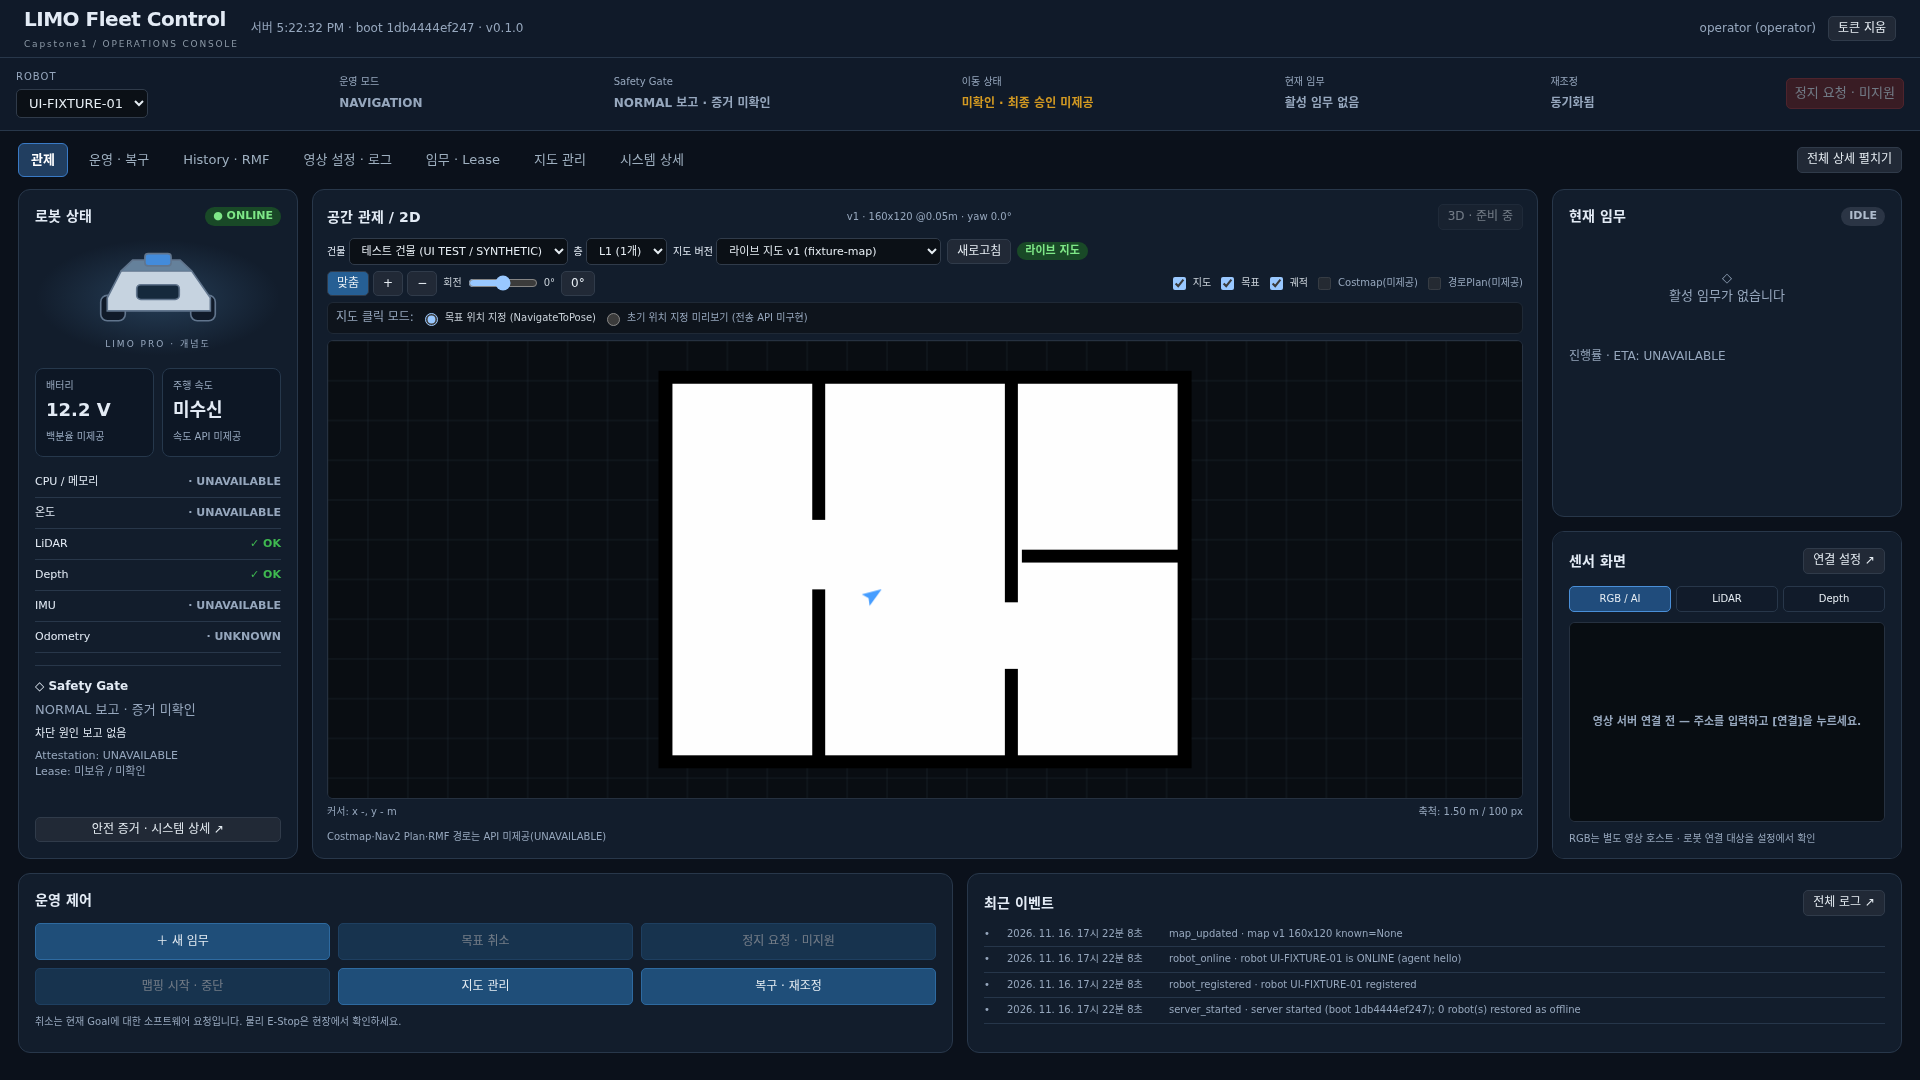 LIMO Fleet Control
Capstone1 / OPERATIONS CONSOLE
서버 5:22:32 PM · boot 1db4444ef247 · v0.1.0
operator (operator)
토큰 지움
ROBOT
UI-FIXTURE-01
운영 모드
NAVIGATION
Safety Gate
NORMAL 보고 · 증거 미확인
이동 상태
미확인 · 최종 승인 미제공
현재 임무
활성 임무 없음
재조정
동기화됨
정지 요청 · 미지원
관제
운영 · 복구
History · RMF
영상 설정 · 로그
임무 · Lease
지도 관리
시스템 상세
전체 상세 펼치기
로봇 상태
● ONLINE
LIMO PRO · 개념도
배터리
12.2 V
백분율 미제공
주행 속도
미수신
속도 API 미제공
CPU / 메모리 · UNAVAILABLE
온도 · UNAVAILABLE
LiDAR ✓ OK
Depth ✓ OK
IMU · UNAVAILABLE
Odometry · UNKNOWN
◇ Safety Gate
NORMAL 보고 · 증거 미확인
차단 원인 보고 없음
Attestation: UNAVAILABLE
Lease: 미보유 / 미확인
안전 증거 · 시스템 상세 ↗
공간 관제 / 2D
v1 · 160x120 @0.05m · yaw 0.0°
3D · 준비 중
건물 테스트 건물 (UI TEST / SYNTHETIC) 층 L1 (1개) 지도 버전 라이브 지도 v1 (fixture-map) 새로고침 라이브 지도
맞춤 + − 회전 0° 0°
지도 목표 궤적 Costmap(미제공) 경로Plan(미제공)
지도 클릭 모드: 목표 위치 지정 (NavigateToPose) 초기 위치 지정 미리보기 (전송 API 미구현)
커서: x -, y - m
축척: 1.50 m / 100 px
Costmap·Nav2 Plan·RMF 경로는 API 미제공(UNAVAILABLE)
현재 임무
IDLE
◇
활성 임무가 없습니다
진행률 · ETA: UNAVAILABLE
센서 화면
연결 설정 ↗
RGB / AI
LiDAR
Depth
영상 서버 연결 전 — 주소를 입력하고 [연결]을 누르세요.
RGB는 별도 영상 호스트 · 로봇 연결 대상을 설정에서 확인
운영 제어
+ 새 임무
목표 취소
정지 요청 · 미지원
맵핑 시작 · 중단
지도 관리
복구 · 재조정
취소는 현재 Goal에 대한 소프트웨어 요청입니다. 물리 E-Stop은 현장에서 확인하세요.
최근 이벤트
전체 로그 ↗
• 2026. 11. 16. 17시 22분 8초 map_updated · map v1 160x120 known=None
• 2026. 11. 16. 17시 22분 8초 robot_online · robot UI-FIXTURE-01 is ONLINE (agent hello)
• 2026. 11. 16. 17시 22분 8초 robot_registered · robot UI-FIXTURE-01 registered
• 2026. 11. 16. 17시 22분 8초 server_started · server started (boot 1db4444ef247); 0 robot(s) restored as offline